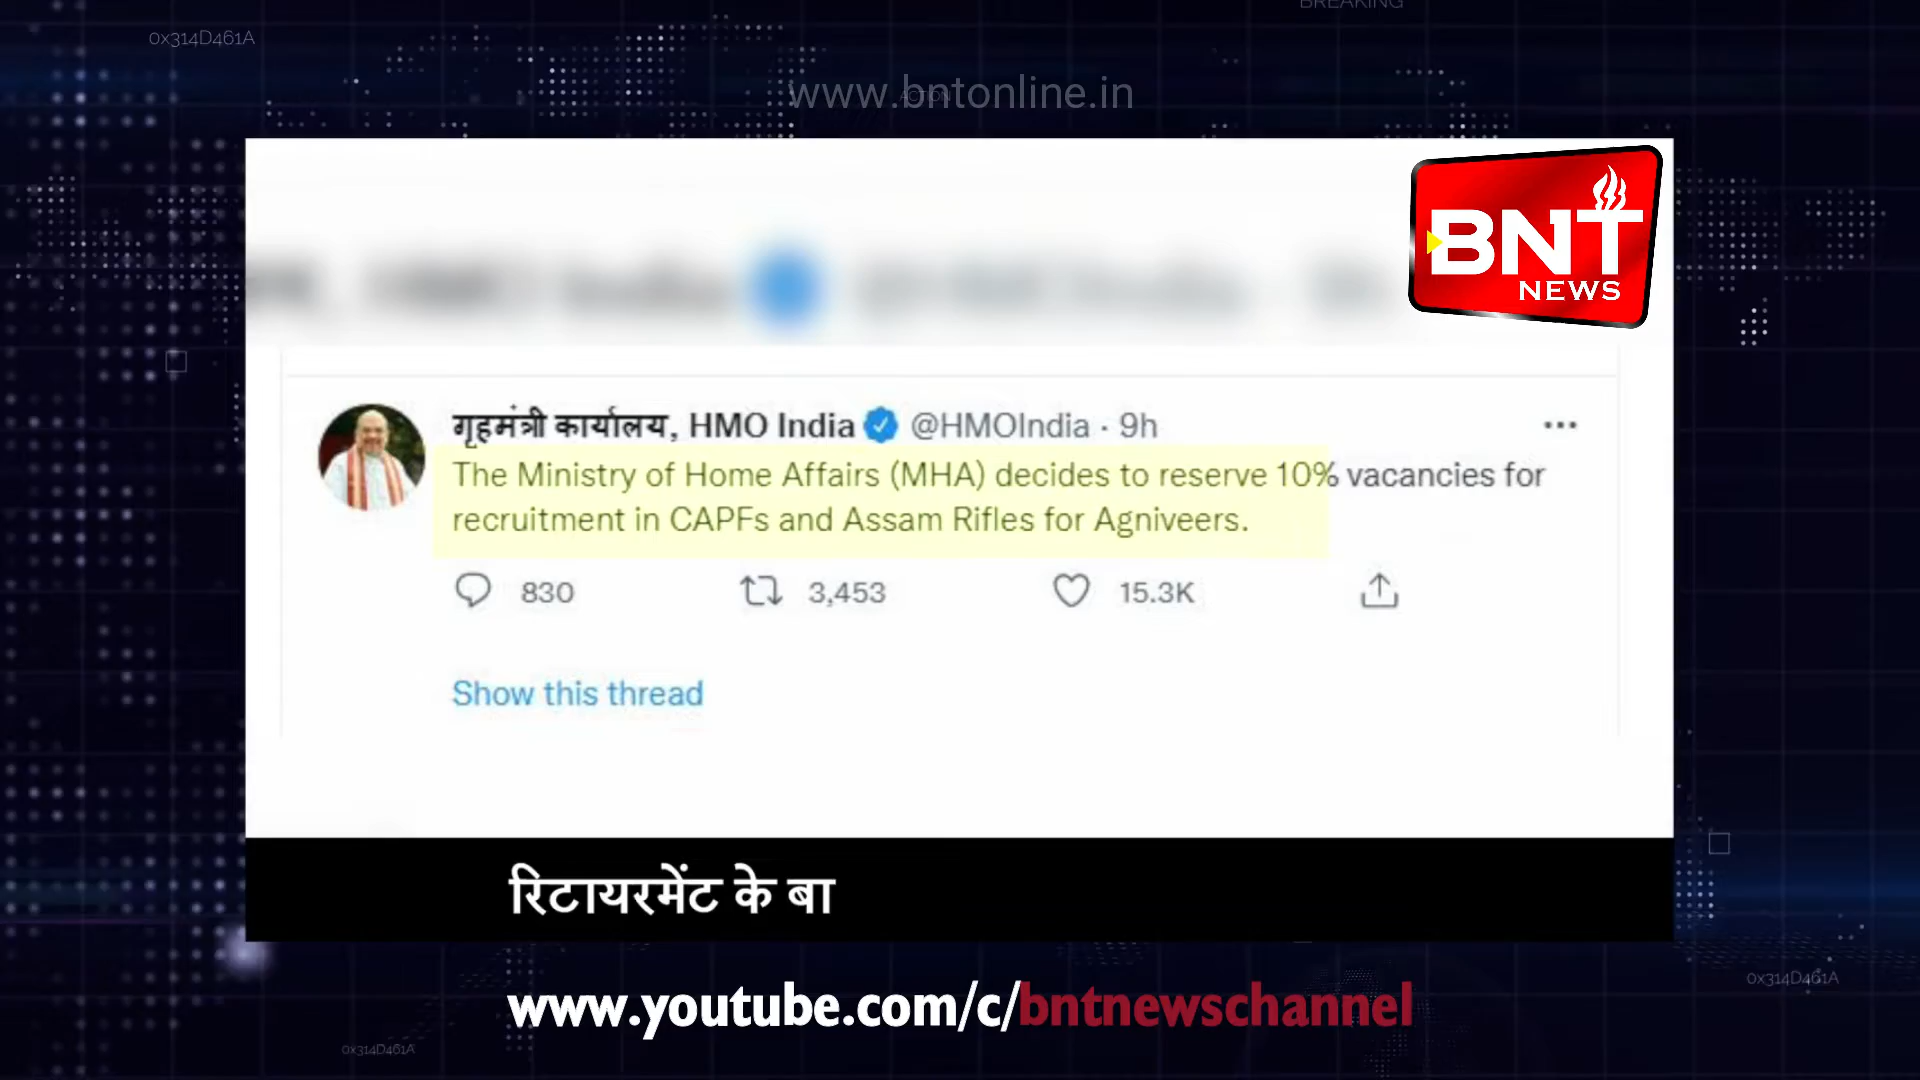 BREAKING
0x314D461A
www.bntonline.in
ACTION
BNT
NEWS
गृहमंत्री कार्यालय, HMO India @HMOIndia · 9h
The Ministry of Home Affairs (MHA) decides to reserve 10% vacancies for
recruitment in CAPFs and Assam Rifles for Agniveers.
830 3,453 15.3K
Show this thread
रिटायरमेंट के बा
0x314D461A
www.youtube.com/c/bntnewschannel
0x314D461A